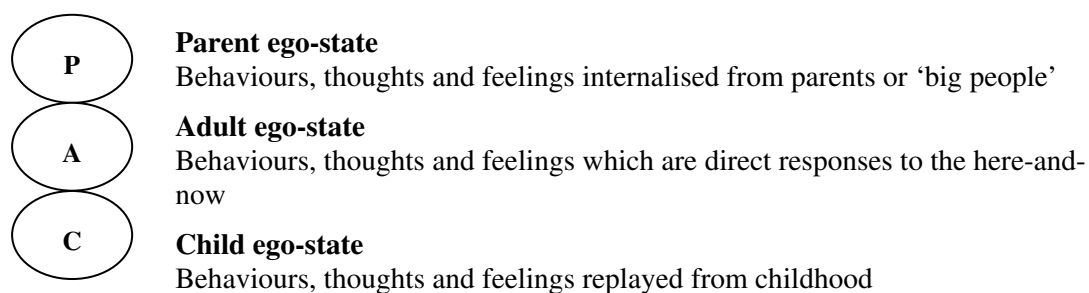 P
Parent ego-state
Behaviours, thoughts and feelings internalised from parents or ‘big people’
A
Adult ego-state
Behaviours, thoughts and feelings which are direct responses to the here-and-
now
C
Child ego-state
Behaviours, thoughts and feelings replayed from childhood